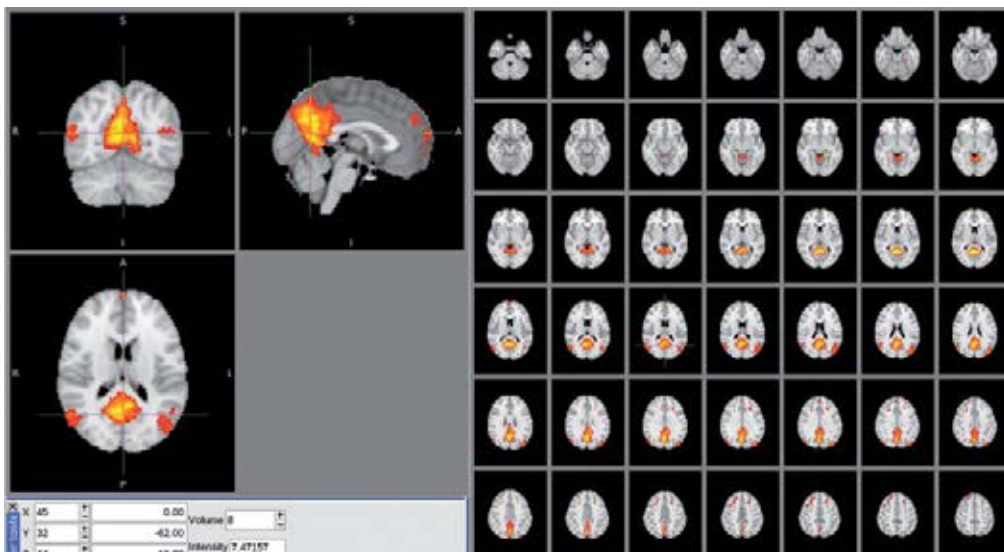 S
S
R
L
P
A
I
I
A
R
L
P
X 45 0.00 Volume 8
Y 32 -62.00
Intensity 7.47157